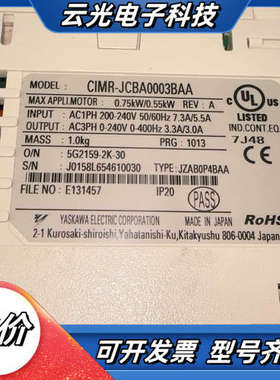 云光电子科技
MODEL : CIMR-JCBA0003BAA
MAX APPLI.MOTOR : 0.75kW/0.55kW REV : A
INPUT : AC1PH 200-240V 50/60Hz 7.3A/5.5A
OUTPUT : AC3PH 0-240V 0-400Hz 3.3A/3.0A
MASS : 1.0kg PRG : 1013
O/N : 5G2159-2K-30
S/N : J0158L654610030 TYPE : JZAB0P4BAA
FILE NO : E131457 IP20
PASS
YASKAWA ELECTRIC CORPORATION MADE IN JAPAN
2-1 Kurosaki-shiroishi, Yahatanishi-Ku, Kitakyushu 806-0004 Japan
C UL US
LISTED
IND.CONT.EQ
7J48
RoHS
价
可开发票 型号齐